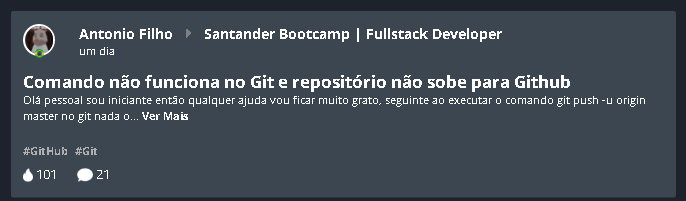 Antonio Filho Santander Bootcamp | Fullstack Developer
um dia
Comando não funciona no Git e repositório não sobe para Github
Olá pessoal sou iniciante então qualquer ajuda vou ficar muito grato, seguinte ao executar o comando git push -u origin
master no git nada o... Ver Mais
#GitHub #Git
101 21